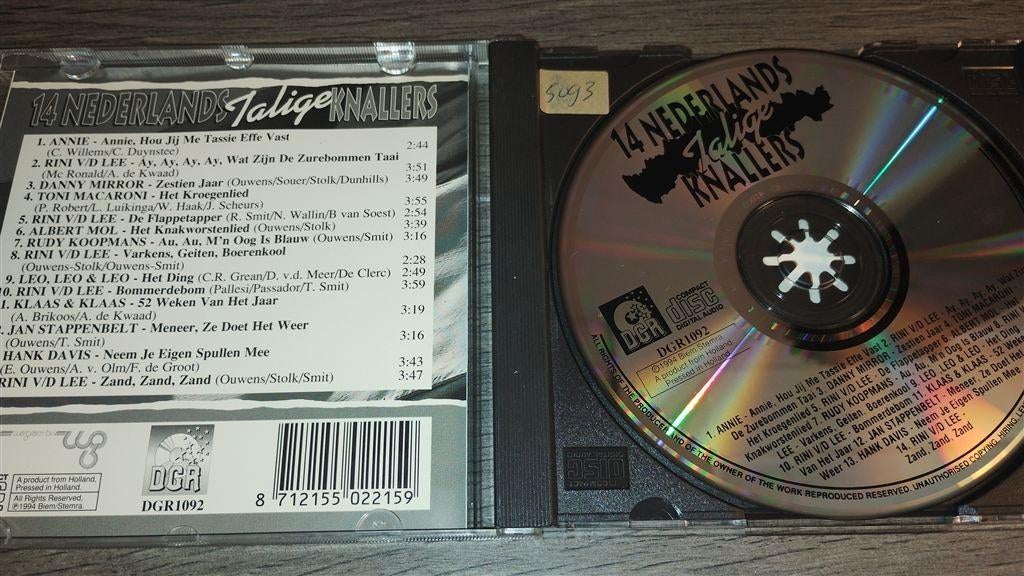 14 NEDERLANDS Talige KNALLERS
1. ANNIE - Annie, Hou Jij Me Tassie Effe Vast
(C. Willems/C. Duynstee) 2:44
2. RINI V/D LEE - Ay, Ay, Ay, Ay, Wat Zijn De Zurebommen Taai
(Mc Ronald/A. de Kwaad) 3:51
3. DANNY MIRROR - Zestien Jaar (Ouwens/Souer/Stolk/Dunhills) 3:49
4. TONI MACARONI - Het Kroegenlied
(P. Robert/L. Luikinga/W. Haak/J. Scheurs) 3:55
5. RINI V/D LEE - De Flappetapper (R. Smit/N. Wallin/B van Soest) 2:54
6. ALBERT MOL - Het Knakworstenlied (Ouwens/Stolk) 3:39
7. RUDY KOOPMANS - Au, Au, M'n Oog Is Blauw (Ouwens/Smit) 3:16
8. RINI V/D LEE - Varkens, Geiten, Boerenkool
(Ouwens-Stolk/Ouwens-Smit) 2:28
9. LEO, LEO & LEO - Het Ding (C.R. Grean/D. v.d. Meer/De Clerc) 2:49
10. RINI V/D LEE - Bommerdebom (Pallesi/Passador/T. Smit) 3:59
1. KLAAS & KLAAS - 52 Weken Van Het Jaar
(A. Brikoos/A. de Kwaad) 3:19
2. JAN STAPPENBELT - Meneer, Ze Doet Het Weer
(Ouwens/T. Smit) 3:16
HANK DAVIS - Neem Je Eigen Spullen Mee
(E. Ouwens/A. v. Olm/F. de Groot) 3:43
RINI V/D LEE - Zand, Zand, Zand (Ouwens/Stolk/Smit) 3:47
A product from Holland,
Pressed in Holland.
All Rights Reserved,
℗1994 Biem/Stemra.
DGR
DGR1092
8 712155 022159
5093
14 NEDERLANDS
Talige
KNALLERS
DGR
COMPACT
disc
DIGITAL AUDIO
DGR1092
℗1994 Biem/Stemra.
A product from Holland,
Pressed in Holland.
1. ANNIE - Annie, Hou Jij Me Tassie Effe Vast 2. RINI V/D LEE - Ay, Ay, Ay, Ay, Wat Zijn
De Zurebommen Taai 3. DANNY MIRROR - Zestien Jaar 4. TONI MACARONI -
Het Kroegenlied 5. RINI V/D LEE - De Flappetapper 6. ALBERT MOL - Het
Knakworstenlied 7. RUDY KOOPMANS - Au, Au, M'n Oog Is Blauw 8. RINI V/D
LEE - Varkens, Geiten, Boerenkool 9. LEO, LEO & LEO - Het Ding
10. RINI V/D LEE - Bommerdebom 11. KLAAS & KLAAS - 52 Weken
Van Het Jaar 12. JAN STAPPENBELT - Meneer, Ze Doet Het
Weer 13. HANK DAVIS - Neem Je Eigen Spullen Mee
14. RINI V/D LEE -
Zand, Zand, Zand
ALL RIGHTS OF THE PRODUCER AND OF THE OWNER OF THE WORK REPRODUCED RESERVED. UNAUTHORISED COPYING, HIRING,